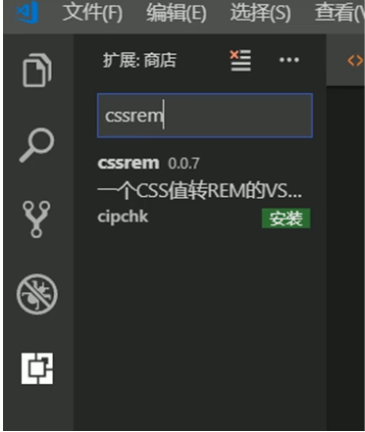 文件(F) 编辑(E) 选择(S) 查看(V
扩展: 商店
cssrem
cssrem 0.0.7
一个CSS值转REM的VS...
cipchk 安装